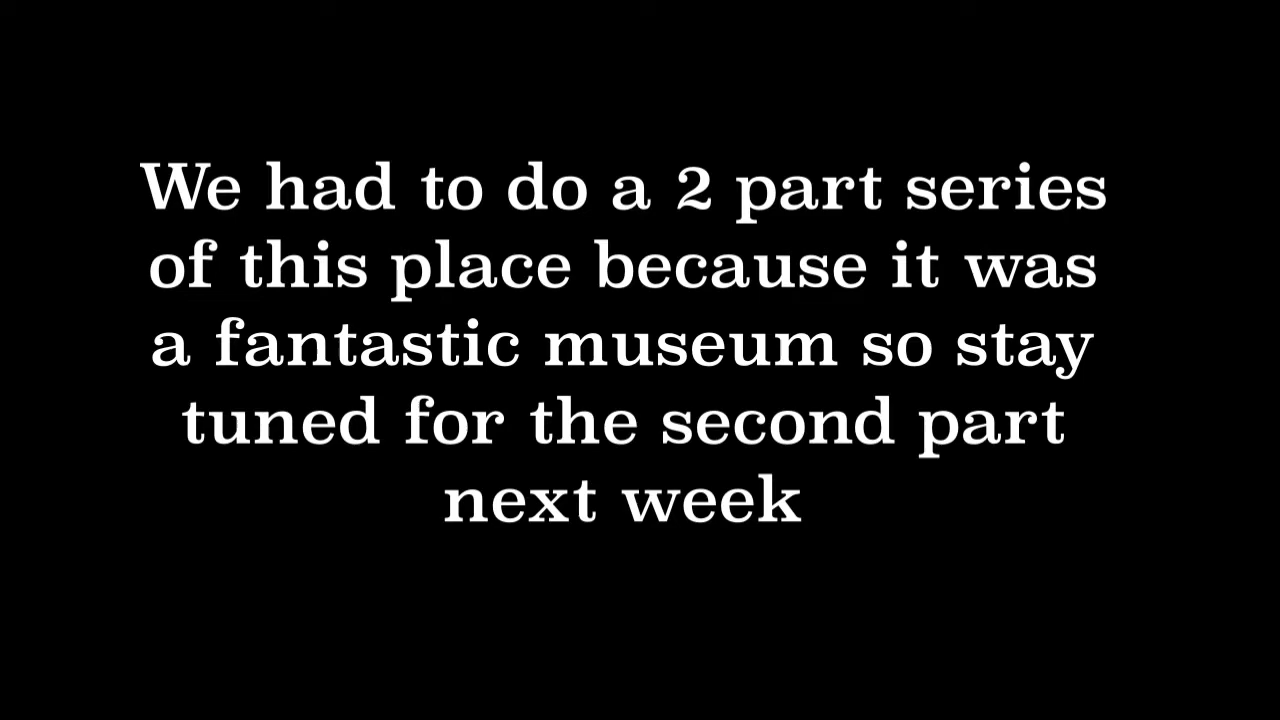 We had to do a 2 part series
of this place because it was
a fantastic museum so stay
tuned for the second part
next week